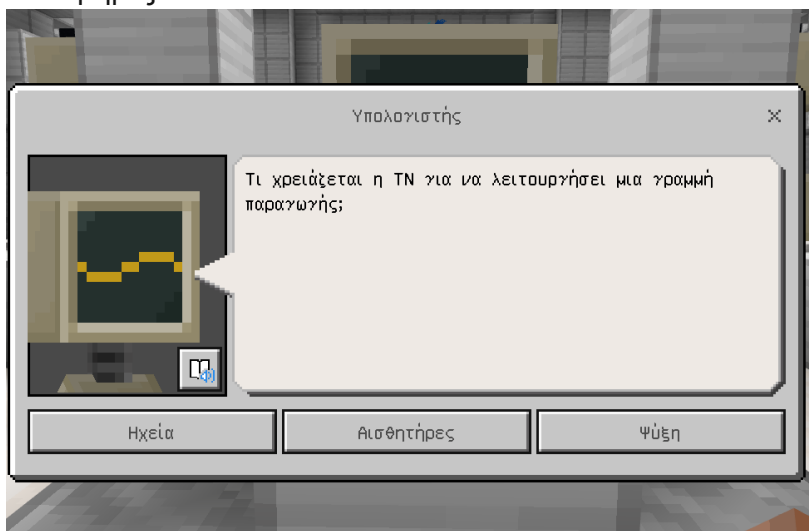 Υπολογιστής
Τι χρειάζεται η ΤΝ για να λειτουργήσει μια γραμμή
παραγωγής;
Ηχεία
Αισθητήρες
Ψύξη